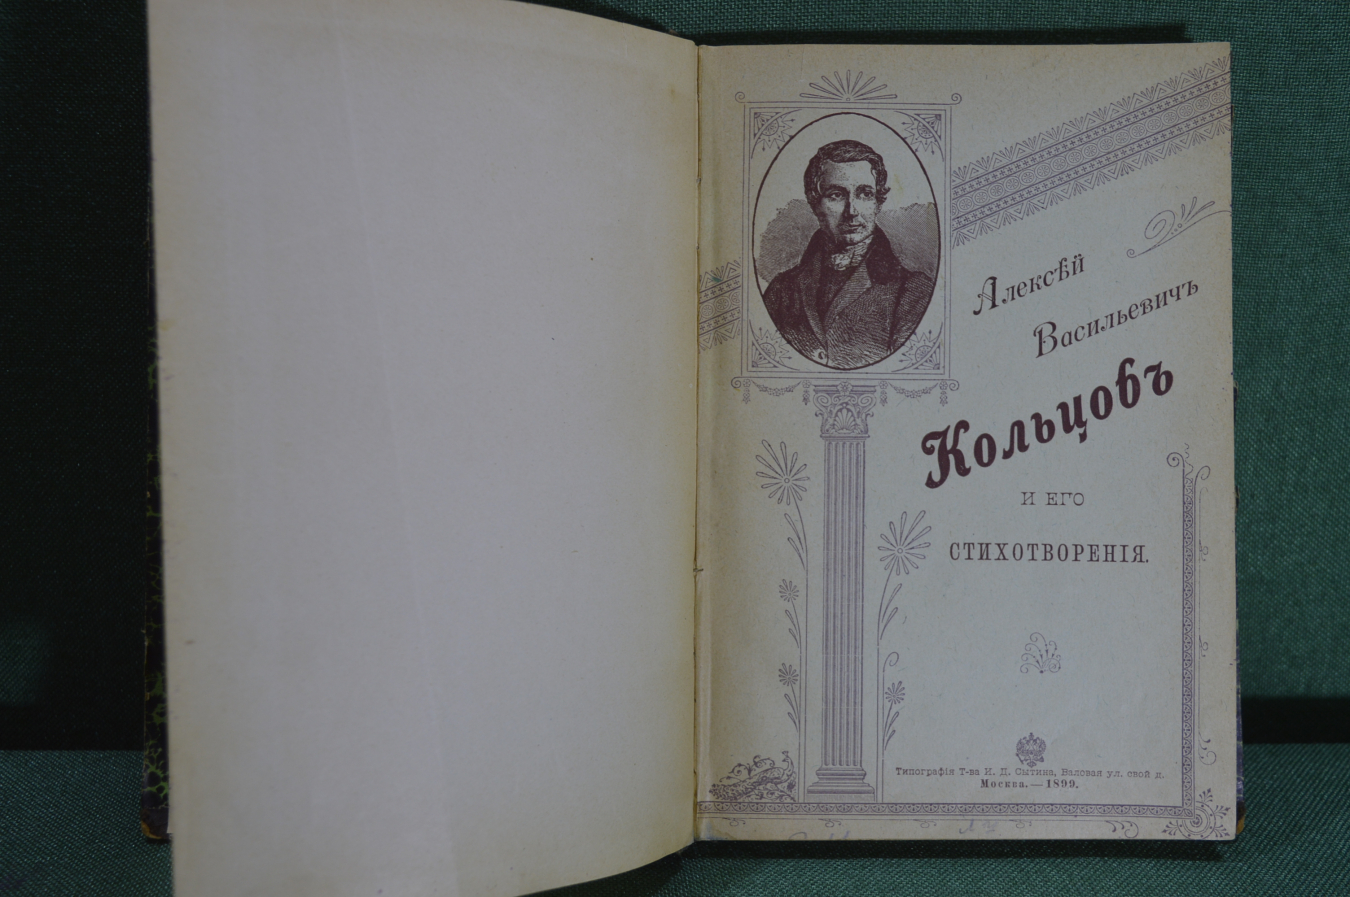 Алексѣй
Васильевичъ
Кольцовъ
И ЕГО
СТИХОТВОРЕНІЯ.
Типографія Т-ва И. Д. Сытина, Валовая ул. свой д.
Москва.—1899.